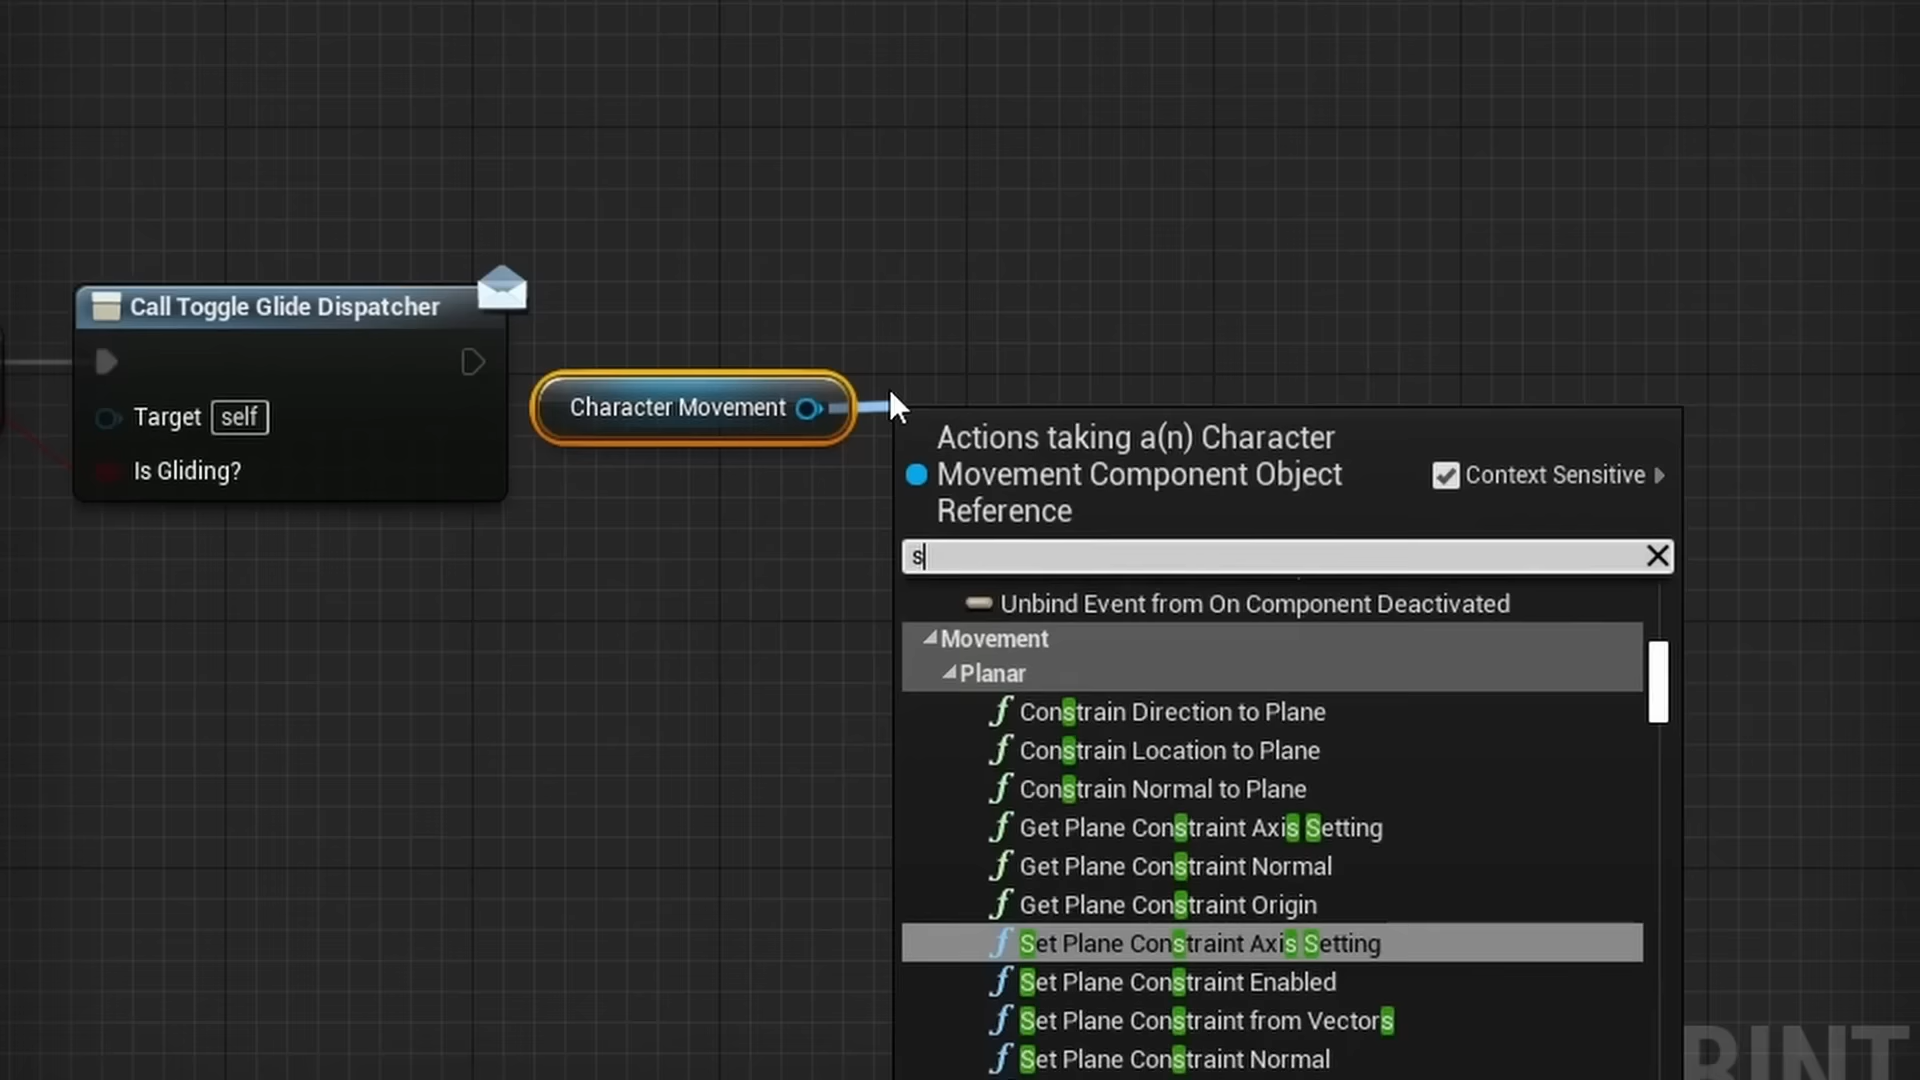 Call Toggle Glide Dispatcher
Target self
Is Gliding?
Character Movement
Actions taking a(n) Character
Movement Component Object
Reference
Context Sensitive
s
Unbind Event from On Component Deactivated
Movement
Planar
Constrain Direction to Plane
Constrain Location to Plane
Constrain Normal to Plane
Get Plane Constraint Axis Setting
Get Plane Constraint Normal
Get Plane Constraint Origin
Set Plane Constraint Axis Setting
Set Plane Constraint Enabled
Set Plane Constraint from Vectors
Set Plane Constraint Normal
RINT